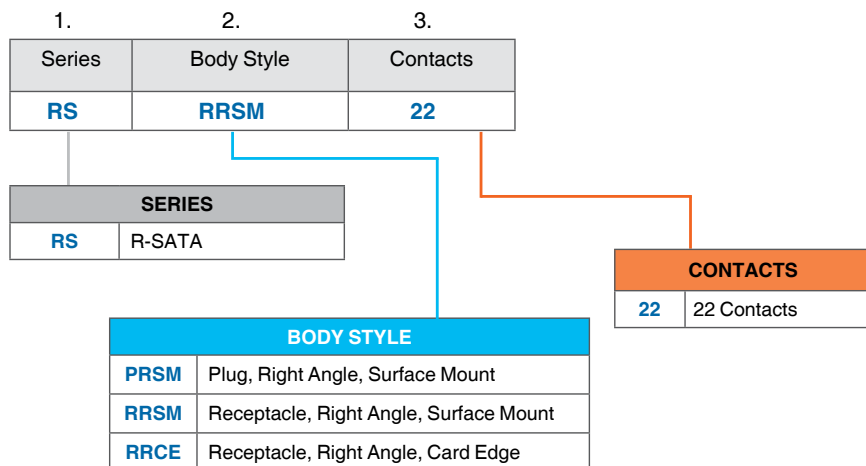 1. 2. 3.
Series Body Style Contacts
RS RRSM 22
SERIES
RS R-SATA
CONTACTS
22 22 Contacts
BODY STYLE
PRSM Plug, Right Angle, Surface Mount
RRSM Receptacle, Right Angle, Surface Mount
RRCE Receptacle, Right Angle, Card Edge